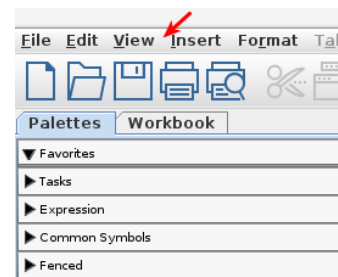 File Edit View Insert Format
Palettes Workbook
Favorites
Tasks
Expression
Common Symbols
Fenced